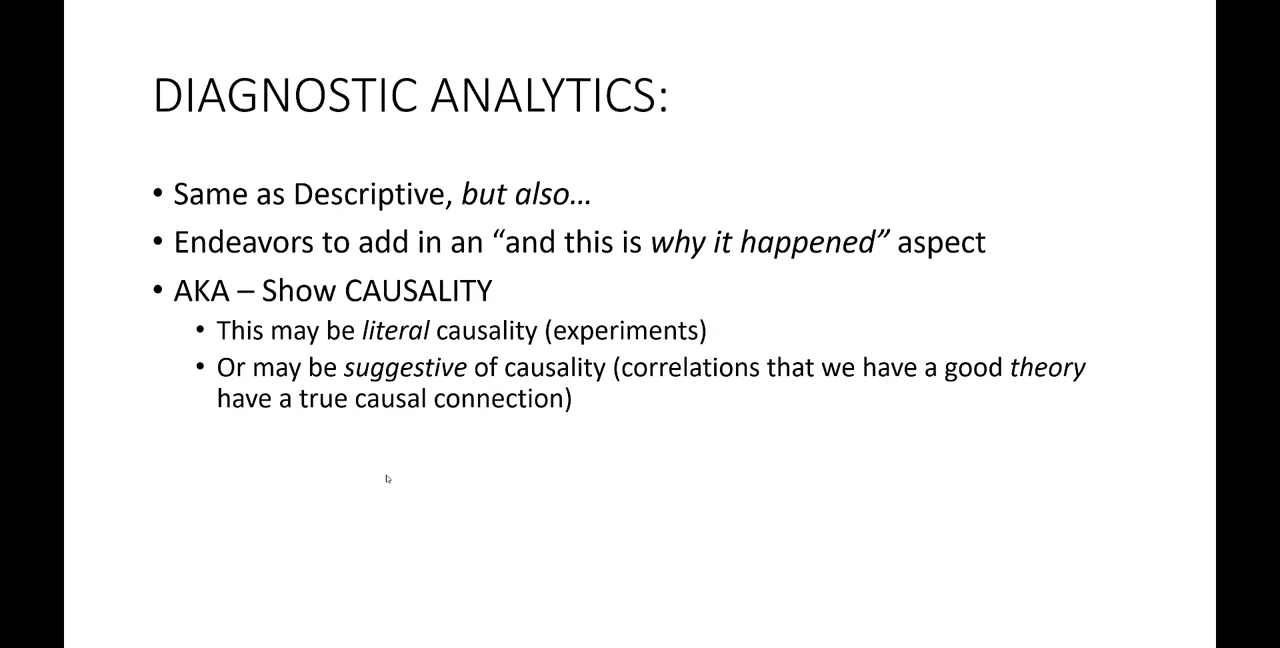 DIAGNOSTIC ANALYTICS:
• Same as Descriptive, but also…
• Endeavors to add in an “and this is why it happened” aspect
• AKA – Show CAUSALITY
• This may be literal causality (experiments)
• Or may be suggestive of causality (correlations that we have a good theory
have a true causal connection)